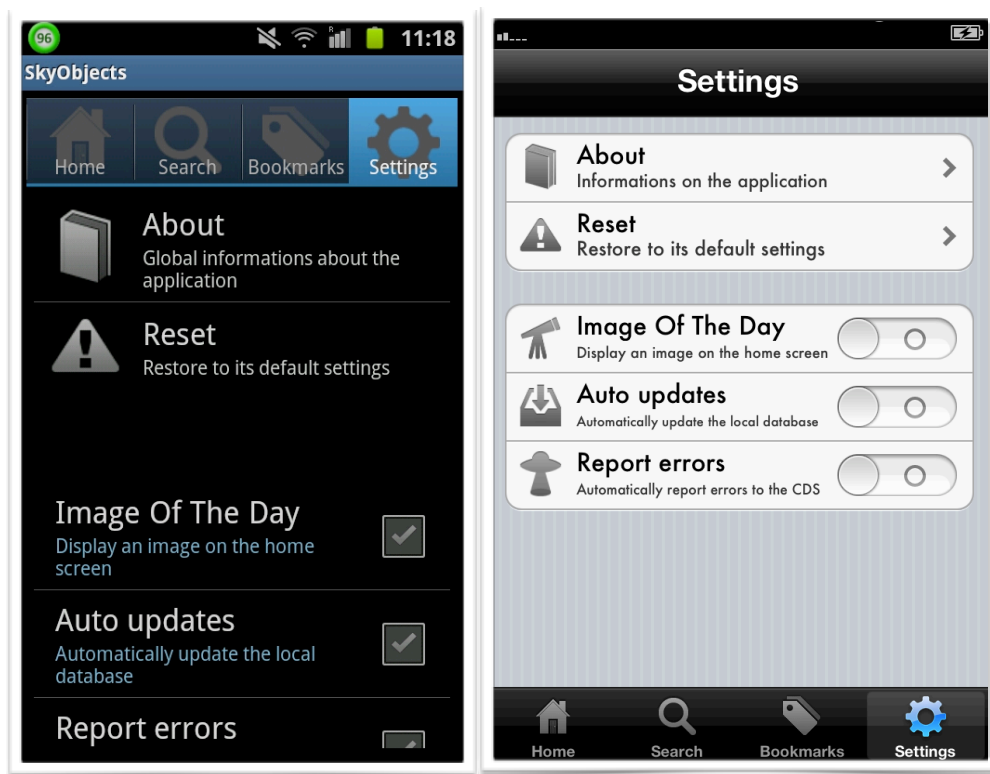 96
R
11:18
SkyObjects
Home Search Bookmarks Settings
About
Global informations about the
application
Reset
Restore to its default settings
Image Of The Day
Display an image on the home
screen
Auto updates
Automatically update the local
database
Report errors
Settings
About
Informations on the application
Reset
Restore to its default settings
Image Of The Day
Display an image on the home screen
Auto updates
Automatically update the local database
Report errors
Automatically report errors to the CDS
Home Search Bookmarks Settings